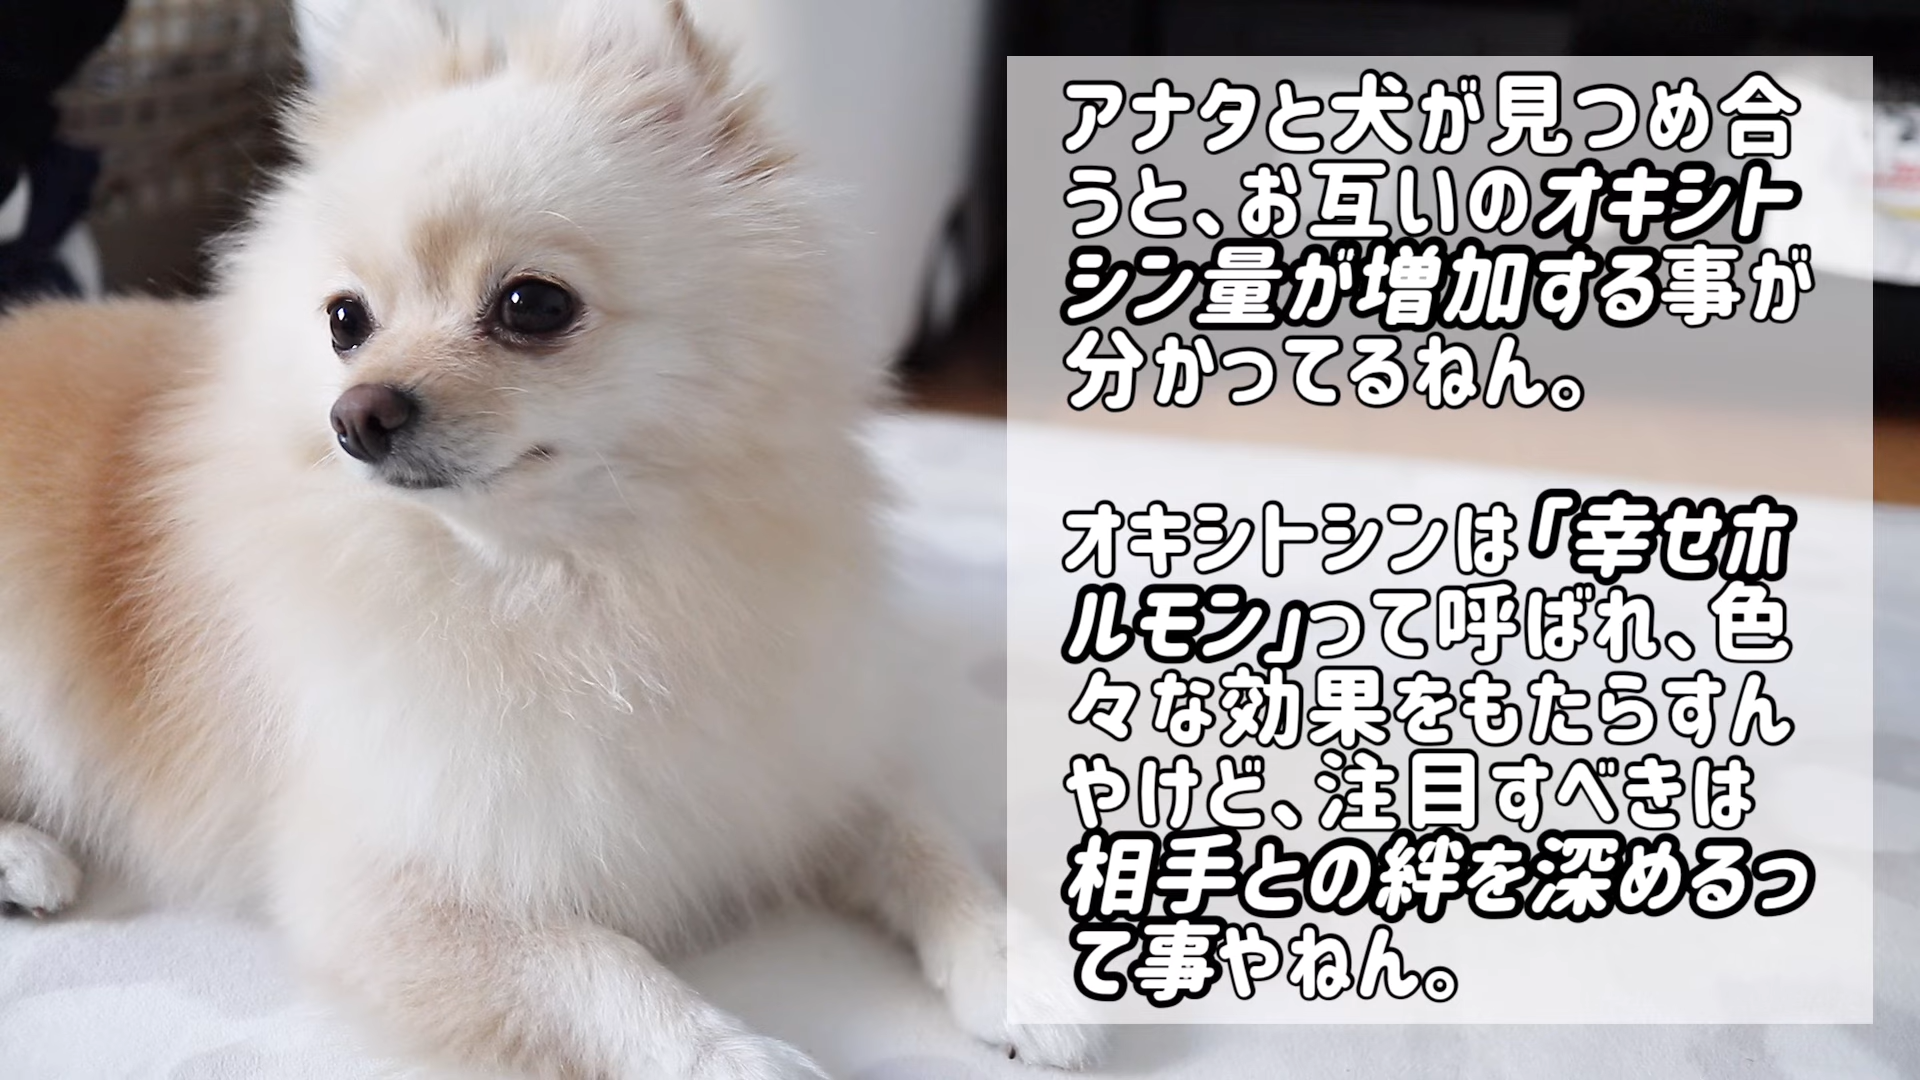 アナタと犬が見つめ合
うと、お互いのオキシト
シン量が増加する事が
分かってるねん。
オキシトシンは「幸せホ
ルモン」って呼ばれ、色
々な効果をもたらすん
やけど、注目すべきは
相手との絆を深めるっ
て事やねん。